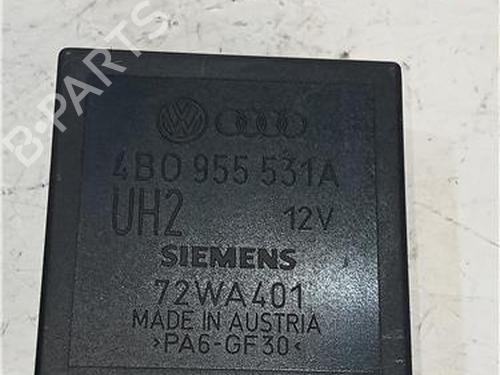 B-PARTS
4B0 955 531A
UH2 12V
SIEMENS
72WA401
MADE IN AUSTRIA
>PA6-GF30<